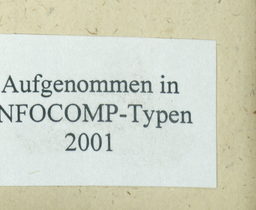 Aufgenommen in
NFOCOMP-Typen
2001